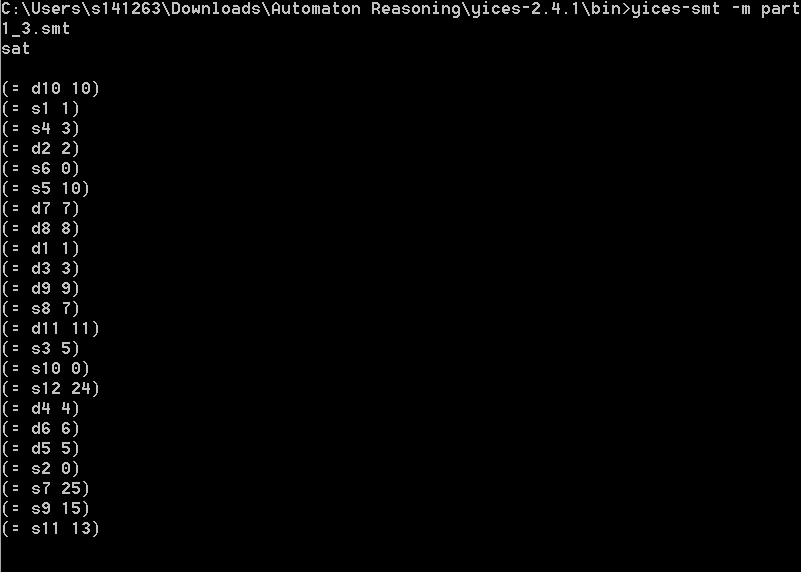 C:\Users\s141263\Downloads\Automaton Reasoning\yices-2.4.1\bin>yices-smt -m part
1_3.smt
sat
(= d10 10)
(= s1 1)
(= s4 3)
(= d2 2)
(= s6 0)
(= s5 10)
(= d7 7)
(= d8 8)
(= d1 1)
(= d3 3)
(= d9 9)
(= s8 7)
(= d11 11)
(= s3 5)
(= s10 0)
(= s12 24)
(= d4 4)
(= d6 6)
(= d5 5)
(= s2 0)
(= s7 25)
(= s9 15)
(= s11 13)